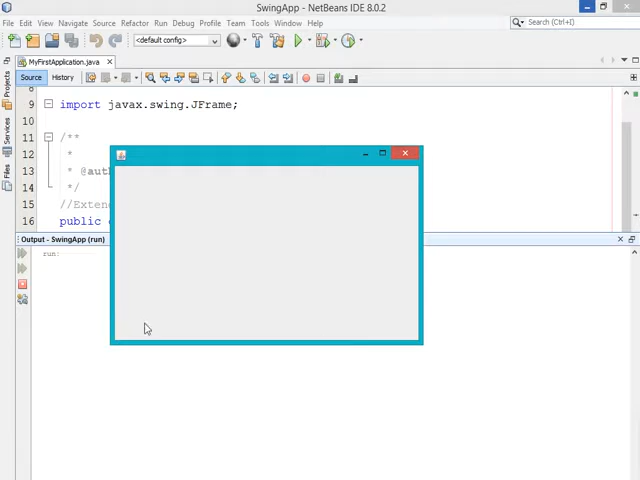 SwingApp - NetBeans IDE 8.0.2
File Edit View Navigate Source Refactor Run Debug Profile Team Tools Window Help
Search (Ctrl+I)
<default config>
MyFirstApplication.java
Source History
Projects
Services
Files
8
9 import javax.swing.JFrame;
10
11 /**
12 *
13 * @aut
14 */
15 //Exten
16 public
Output - SwingApp (run)
run: